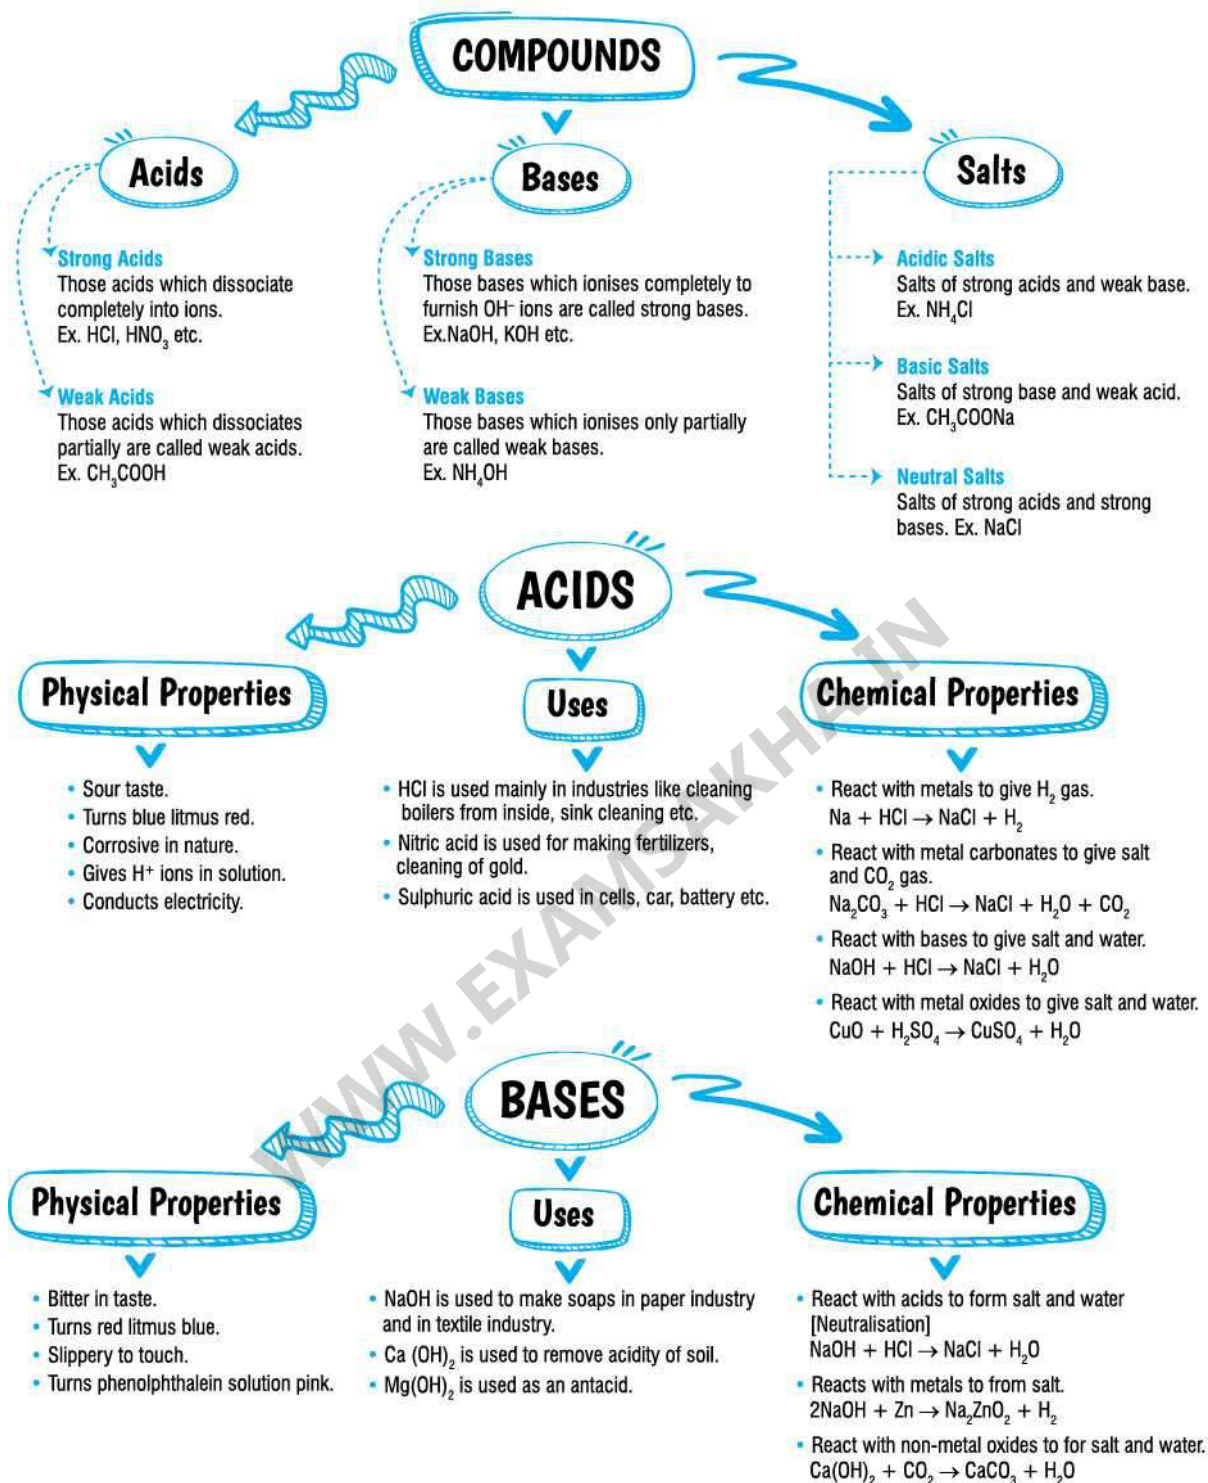 COMPOUNDS
Acids
Strong Acids
Those acids which dissociate
completely into ions.
Ex. HCl, HNO₃ etc.
Weak Acids
Those acids which dissociates
partially are called weak acids.
Ex. CH₃COOH
Bases
Strong Bases
Those bases which ionises completely to
furnish OH⁻ ions are called strong bases.
Ex.NaOH, KOH etc.
Weak Bases
Those bases which ionises only partially
are called weak bases.
Ex. NH₄OH
Salts
Acidic Salts
Salts of strong acids and weak base.
Ex. NH₄Cl
Basic Salts
Salts of strong base and weak acid.
Ex. CH₃COONa
Neutral Salts
Salts of strong acids and strong
bases. Ex. NaCl
ACIDS
Physical Properties
• Sour taste.
• Turns blue litmus red.
• Corrosive in nature.
• Gives H⁺ ions in solution.
• Conducts electricity.
Uses
• HCl is used mainly in industries like cleaning
boilers from inside, sink cleaning etc.
• Nitric acid is used for making fertilizers,
cleaning of gold.
• Sulphuric acid is used in cells, car, battery etc.
Chemical Properties
• React with metals to give H₂ gas.
Na + HCl → NaCl + H₂
• React with metal carbonates to give salt
and CO₂ gas.
Na₂CO₃ + HCl → NaCl + H₂O + CO₂
• React with bases to give salt and water.
NaOH + HCl → NaCl + H₂O
• React with metal oxides to give salt and water.
CuO + H₂SO₄ → CuSO₄ + H₂O
BASES
Physical Properties
• Bitter in taste.
• Turns red litmus blue.
• Slippery to touch.
• Turns phenolphthalein solution pink.
Uses
• NaOH is used to make soaps in paper industry
and in textile industry.
• Ca (OH)₂ is used to remove acidity of soil.
• Mg(OH)₂ is used as an antacid.
Chemical Properties
• React with acids to form salt and water
[Neutralisation]
NaOH + HCl → NaCl + H₂O
• Reacts with metals to from salt.
2NaOH + Zn → Na₂ZnO₂ + H₂
• React with non-metal oxides to for salt and water.
Ca(OH)₂ + CO₂ → CaCO₃ + H₂O
WWW.EXAMSAKHA.IN